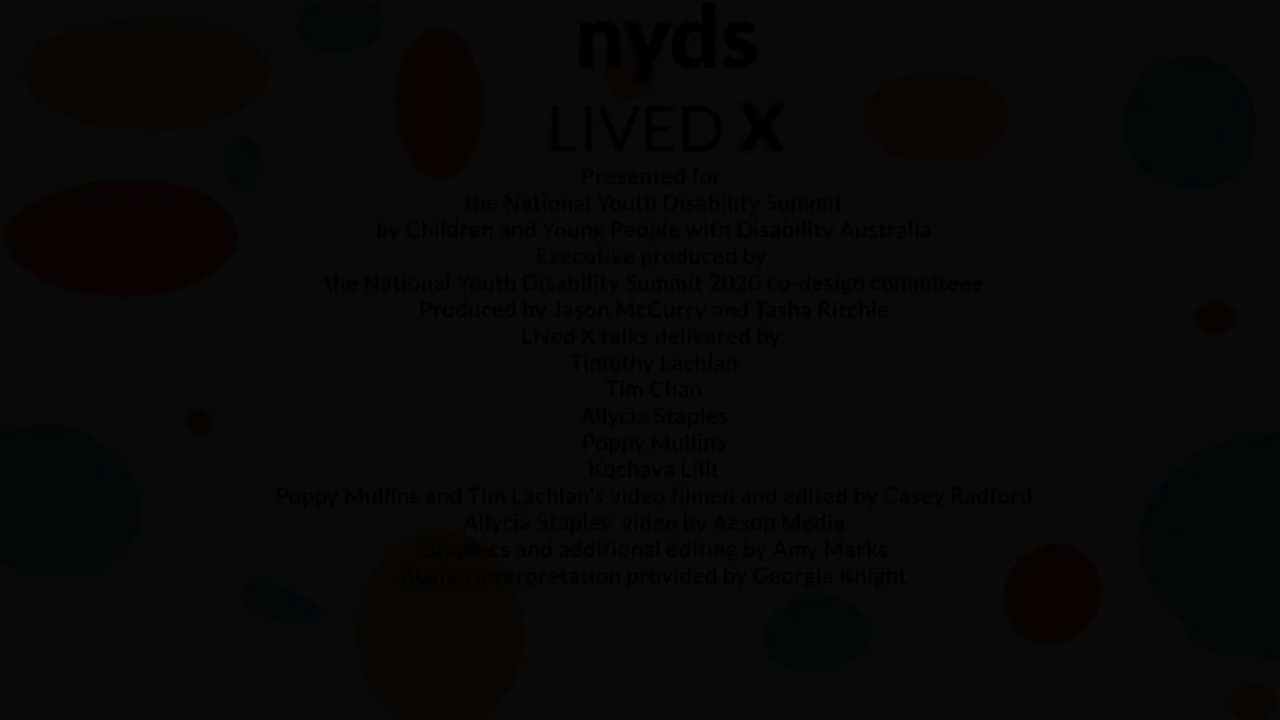 nyds
LIVED X
Presented for
the National Youth Disability Summit
by Children and Young People with Disability Australia
Executive produced by
the National Youth Disability Summit 2020 co-design commiteee
Produced by Jason McCurry and Tasha Ritchie
Lived X talks delivered by:
Timothy Lachlan
Tim Chan
Allycia Staples
Poppy Mullins
Kochava Lilit
Poppy Mullins and Tim Lachlan's video filmed and edited by Casey Radford
Allycia Staples' video by Aesop Media
Graphics and additional editing by Amy Marks
Auslan interpretation provided by Georgia Knight